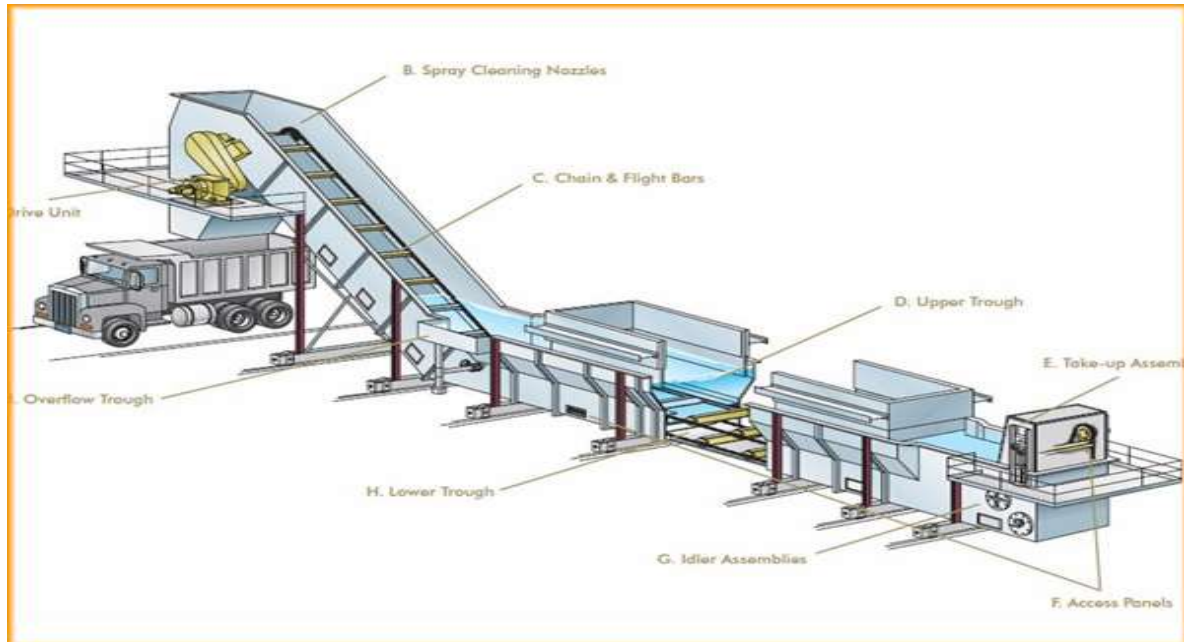 B. Spray Cleaning Nozzles
C. Chain & Flight Bars
Drive Unit
D. Upper Trough
E. Take-up Assemb
I. Overflow Trough
H. Lower Trough
G. Idler Assemblies
F. Access Panels